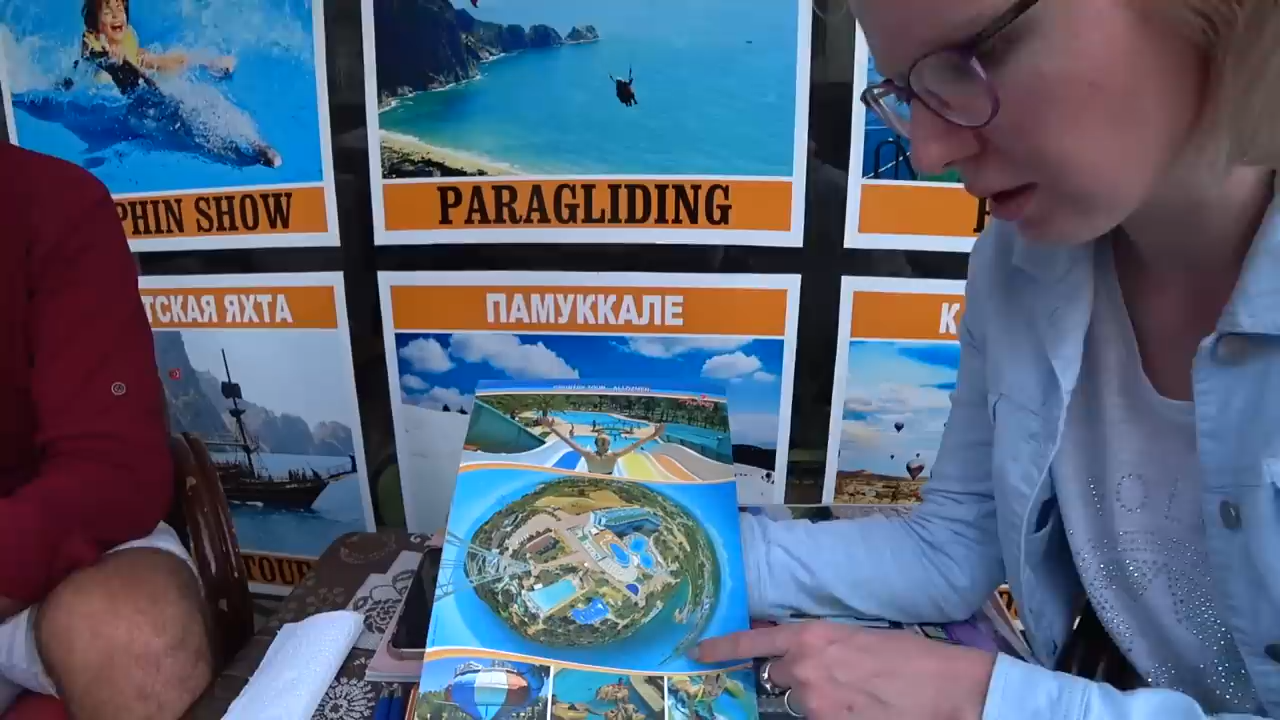 PHIN SHOW
PARAGLIDING
ТСКАЯ ЯХТА
ПАМУККАЛЕ
К
TOUR